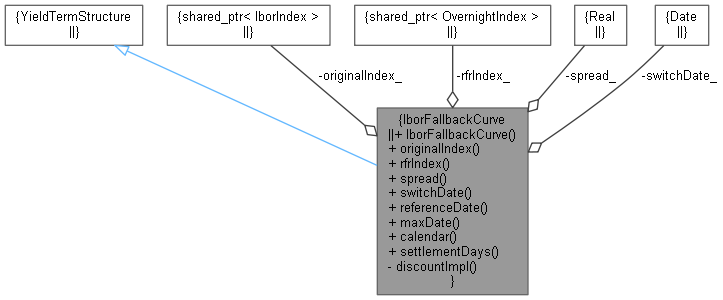 {YieldTermStructure
||}
{shared_ptr< IborIndex >
||}
{shared_ptr< OvernightIndex >
||}
{Real
||}
{Date
||}
-originalIndex_
-rfrIndex_
-spread_
-switchDate_
{IborFallbackCurve
||+ IborFallbackCurve()
+ originalIndex()
+ rfrIndex()
+ spread()
+ switchDate()
+ referenceDate()
+ maxDate()
+ calendar()
+ settlementDays()
- discountImpl()
}